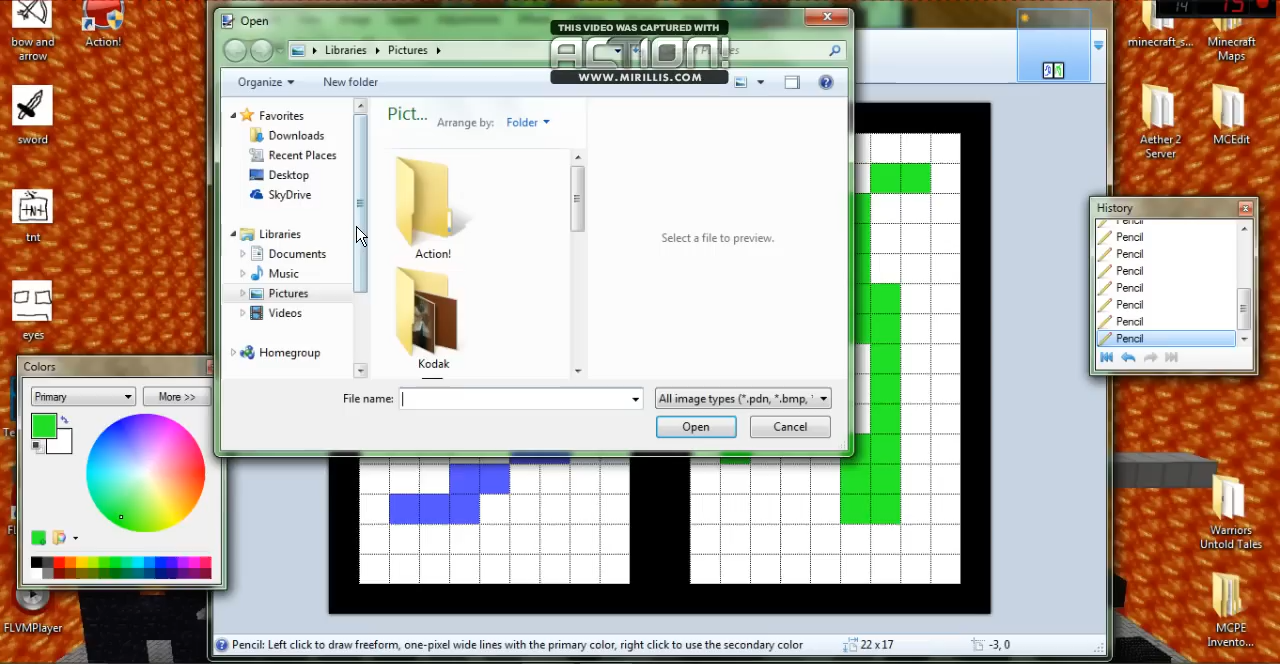 bow and
arrow
Action!
sword
tnt
tnt
eyes
FLVMPlayer
Open
THIS VIDEO WAS CAPTURED WITH
ACTION!
WWW.MIRILLIS.COM
Libraries
Pictures
Organize
New folder
Favorites
Downloads
Recent Places
Desktop
SkyDrive
Libraries
Documents
Music
Pictures
Videos
Homegroup
Pict...
Arrange by:
Folder
Action!
Kodak
Select a file to preview.
File name:
All image types (*.pdn, *.bmp, *
Open
Cancel
Colors
Primary
More >>
History
Pencil
Pencil
Pencil
Pencil
Pencil
Pencil
Pencil
Pencil: Left click to draw freeform, one-pixel wide lines with the primary color, right click to use the secondary color
22 x 17
-3, 0
14
15
minecraft_s...
Minecraft
Maps
Aether 2
Server
MCEdit
Warriors
Untold Tales
MCPE
Invento...